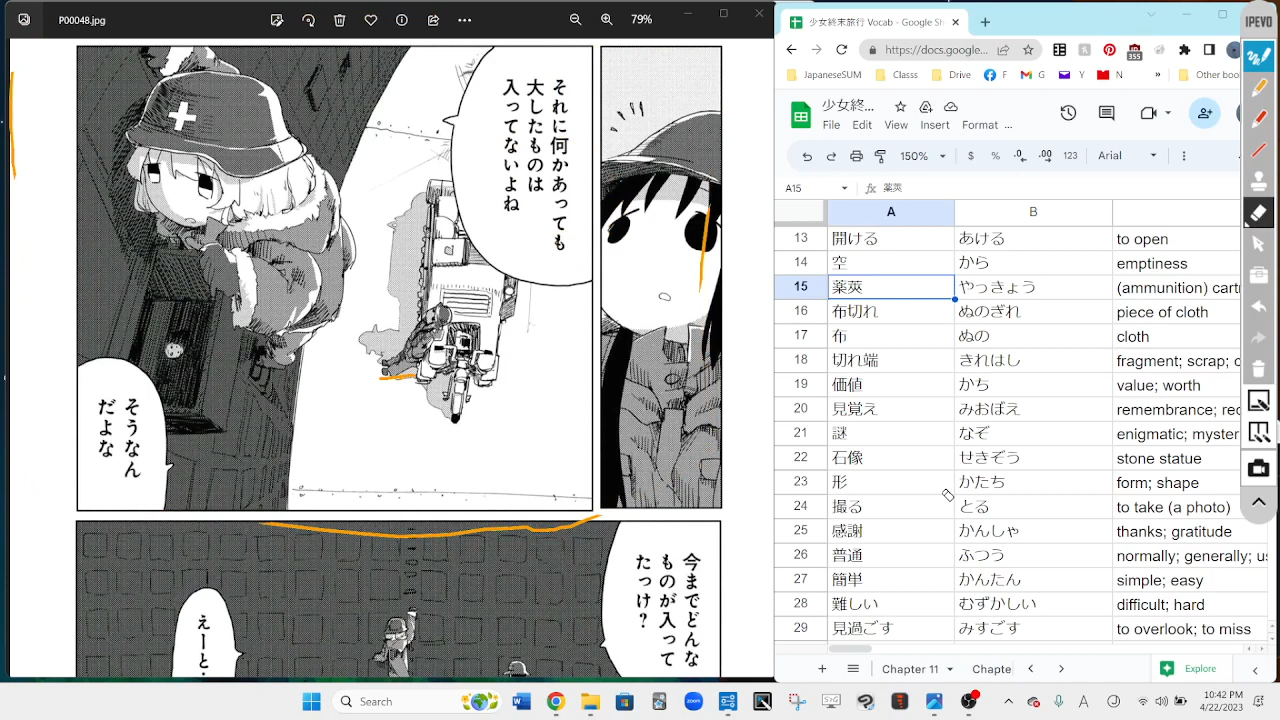 P00048.jpg
79%
それに何かあっても
大したものは
入ってないよね
そうなん
だよな
今までどんな
ものが入って
たっけ?
えーと・
少女終末旅行 Vocab - Google Sh
https://docs.google...
355
JapaneseSUM
Classs
Drive
F
G
Y
N
»
Other boo
少女終...
File
Edit
View
Insert
Format ...
150%
$
%
.0
.00
123
Arial
A15
fx
薬莢
A
B
13 開ける あける to open
14 空 から emptiness
15 薬莢 やっきょう (ammunition) cart
16 布切れ ぬのぎれ piece of cloth
17 布 ぬの cloth
18 切れ端 きれはし fragment; scrap; c
19 価値 かち value; worth
20 見覚え みおぼえ remembrance; rec
21 謎 なぞ enigmatic; myster
22 石像 せきぞう stone statue
23 形 かたち form; shape
24 撮る とる to take (a photo)
25 感謝 かんしゃ thanks; gratitude
26 普通 ふつう normally; generally; us
27 簡単 かんたん simple; easy
28 難しい むずかしい difficult; hard
29 見過ごす みすごす to overlook; to miss
Chapter 11
Chapte
Explore
IPEVO
Search
zoom
A
10:42 PM
4/22/2023